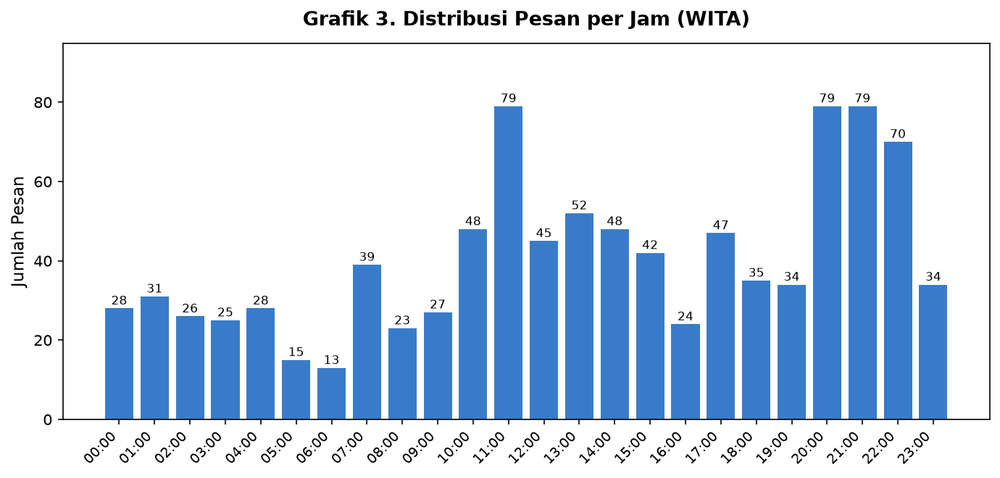 Grafik 3. Distribusi Pesan per Jam (WITA)
Jumlah Pesan
80
60
40
20
0
28 31 26 25 28 15 13 39 23 27 48 79 45 52 48 42 24 47 35 34 79 79 70 34
00:00 01:00 02:00 03:00 04:00 05:00 06:00 07:00 08:00 09:00 10:00 11:00 12:00 13:00 14:00 15:00 16:00 17:00 18:00 19:00 20:00 21:00 22:00 23:00